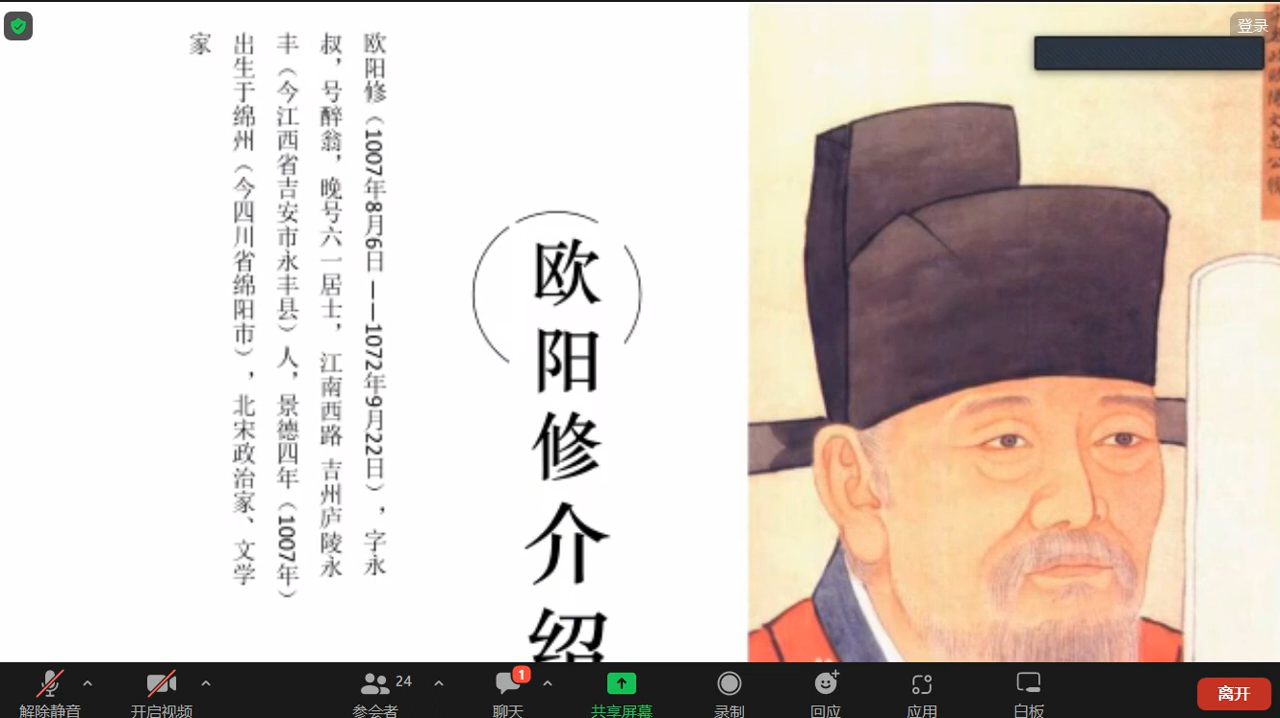 登录
欧阳修介绍
欧阳修（1007年8月6日——1072年9月22日），字永
叔，号醉翁，晚号六一居士，江南西路 吉州庐陵永
丰（今江西省吉安市永丰县）人，景德四年（1007年）
出生于绵州（今四川省绵阳市），北宋政治家、文学
家
解除静音
开启视频
24
参会者
1
聊天
共享屏幕
录制
回应
应用
白板
离开